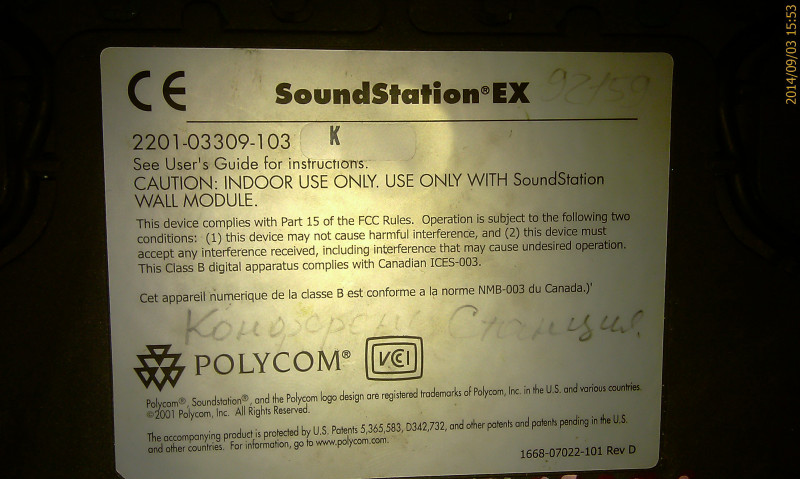 2014/09/03 15:53
CE
SoundStation®EX
92159
2201-03309-103 K
See User's Guide for instructions.
CAUTION: INDOOR USE ONLY. USE ONLY WITH SoundStation
WALL MODULE.
This device complies with Part 15 of the FCC Rules. Operation is subject to the following two
conditions: (1) this device may not cause harmful interference, and (2) this device must
accept any interference received, including interference that may cause undesired operation.
This Class B digital apparatus complies with Canadian ICES-003.
Cet appareil numerique de la classe B est conforme a la norme NMB-003 du Canada.)'
Конференц Станция
POLYCOM® VCCI
Polycom®, Soundstation®, and the Polycom logo design are registered trademarks of Polycom, Inc. in the U.S. and various countries.
©2001 Polycom, Inc. All Rights Reserved.
The accompanying product is protected by U.S. Patents 5,365,583, D342,732, and other patents and patents pending in the U.S.
and other countries. For information, go to www.polycom.com.
1668-07022-101 Rev D